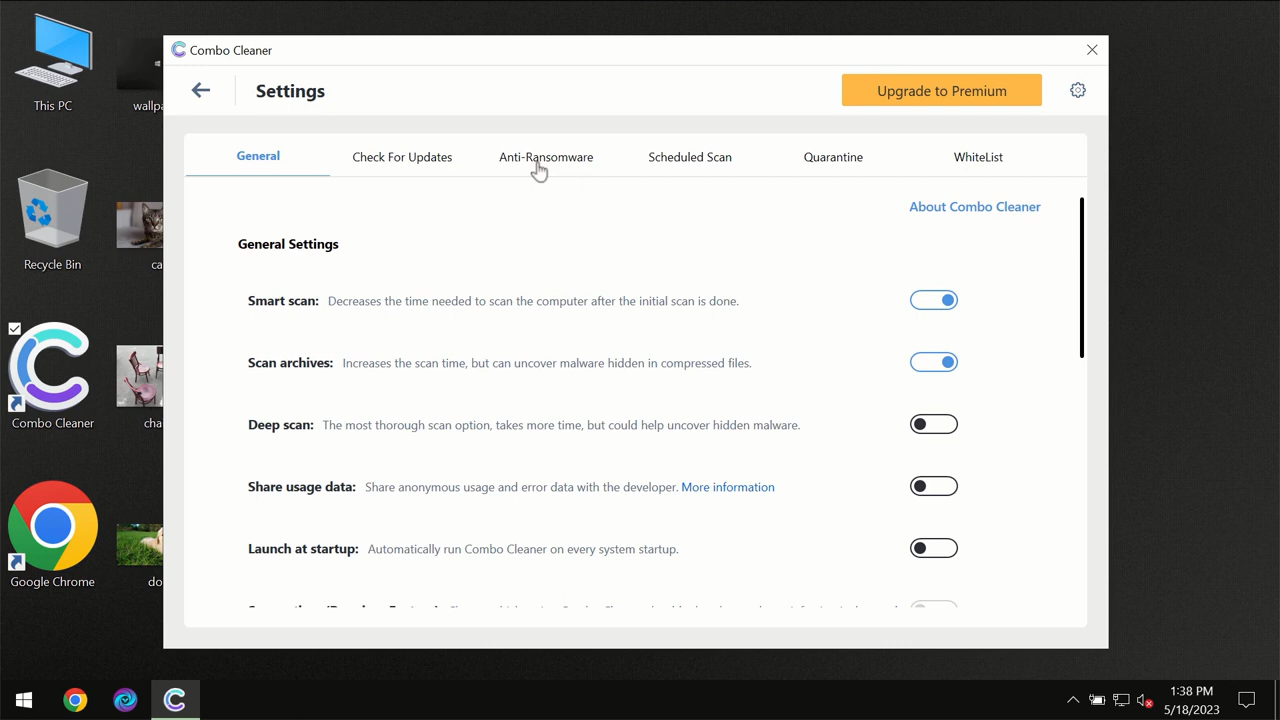 This PC
wallpa
Recycle Bin
ca
Combo Cleaner
cha
Google Chrome
do
Combo Cleaner
Settings
Upgrade to Premium
General
Check For Updates
Anti-Ransomware
Scheduled Scan
Quarantine
WhiteList
About Combo Cleaner
General Settings
Smart scan: Decreases the time needed to scan the computer after the initial scan is done.
Scan archives: Increases the scan time, but can uncover malware hidden in compressed files.
Deep scan: The most thorough scan option, takes more time, but could help uncover hidden malware.
Share usage data: Share anonymous usage and error data with the developer. More information
Launch at startup: Automatically run Combo Cleaner on every system startup.
1:38 PM
5/18/2023